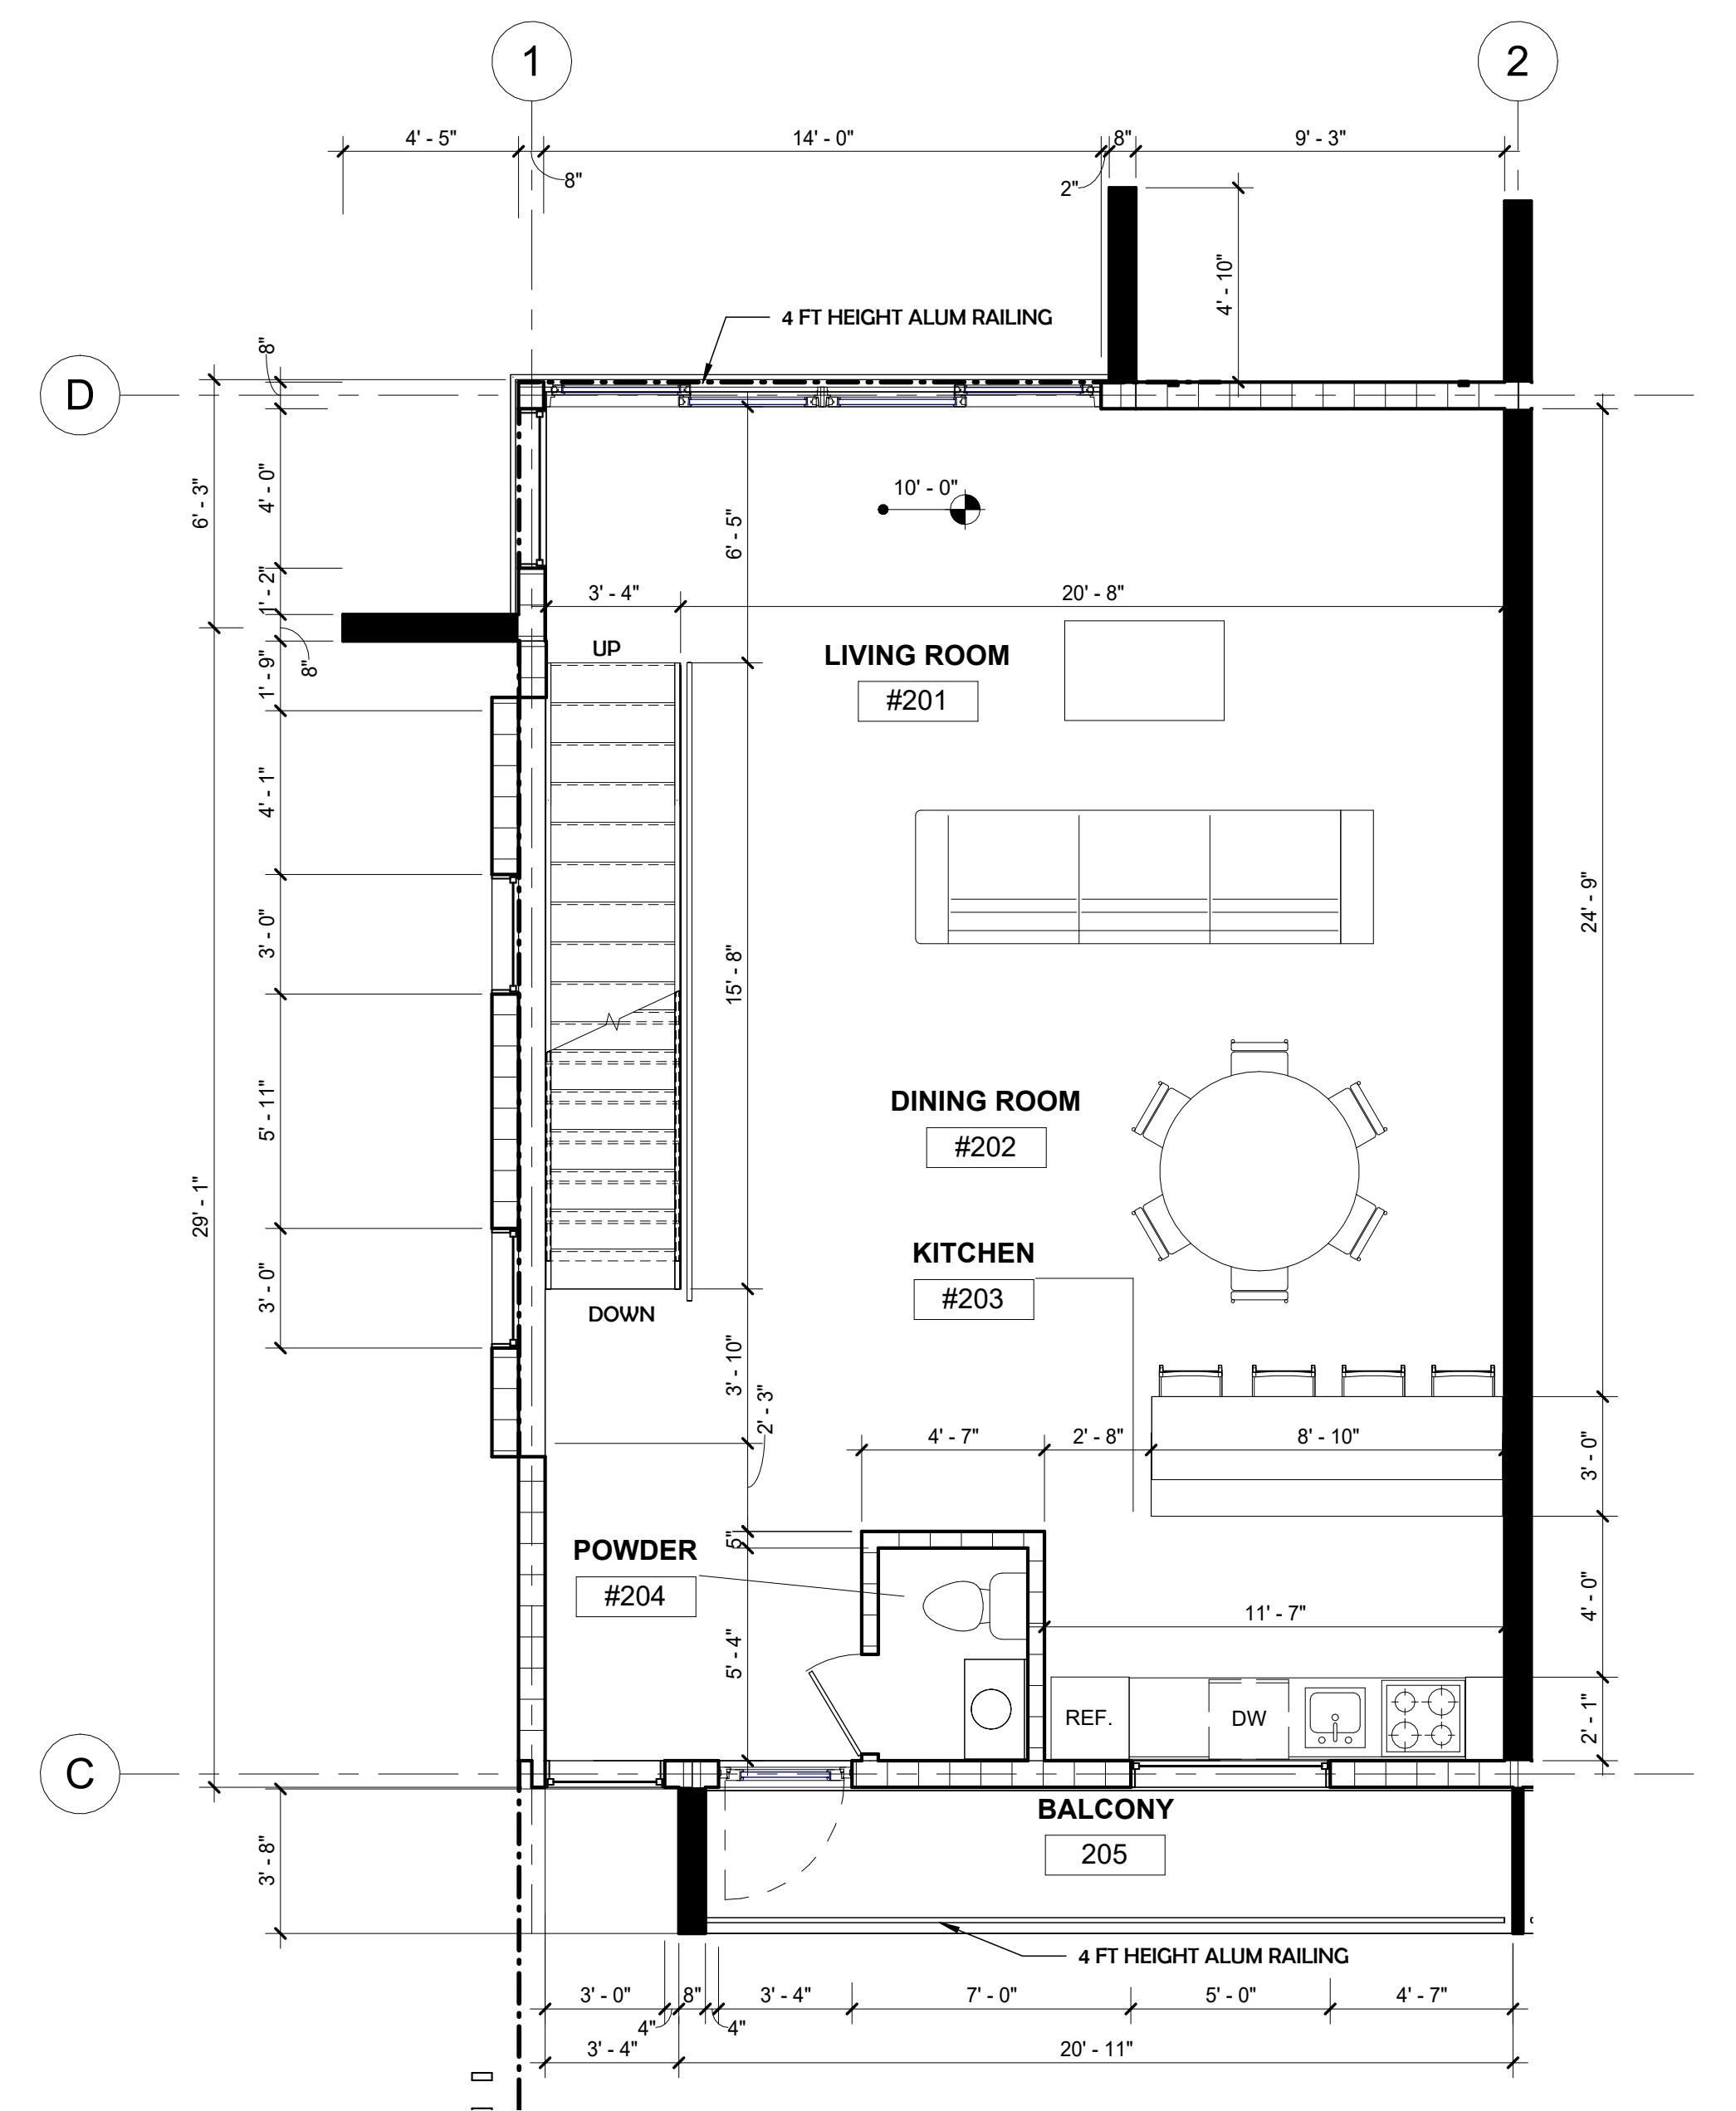 1
2
4' - 5"
14' - 0"
8"
9' - 3"
8"
2"
4' - 10"
4 FT HEIGHT ALUM RAILING
8"
D
6' - 3"
4' - 0"
10' - 0"
6' - 5"
1' - 2"
3' - 4"
20' - 8"
UP
LIVING ROOM
#201
8"
1' - 9"
4' - 1"
24' - 9"
3' - 0"
15' - 8"
5' - 11"
DINING ROOM
#202
29' - 1"
KITCHEN
#203
3' - 0"
DOWN
3' - 10"
2' - 3"
4' - 7"
2' - 8"
8' - 10"
3' - 0"
5"
POWDER
#204
4' - 0"
11' - 7"
5' - 4"
REF.
DW
2' - 1"
C
BALCONY
205
3' - 8"
4 FT HEIGHT ALUM RAILING
3' - 0"
8"
3' - 4"
7' - 0"
5' - 0"
4' - 7"
4"
4"
3' - 4"
20' - 11"